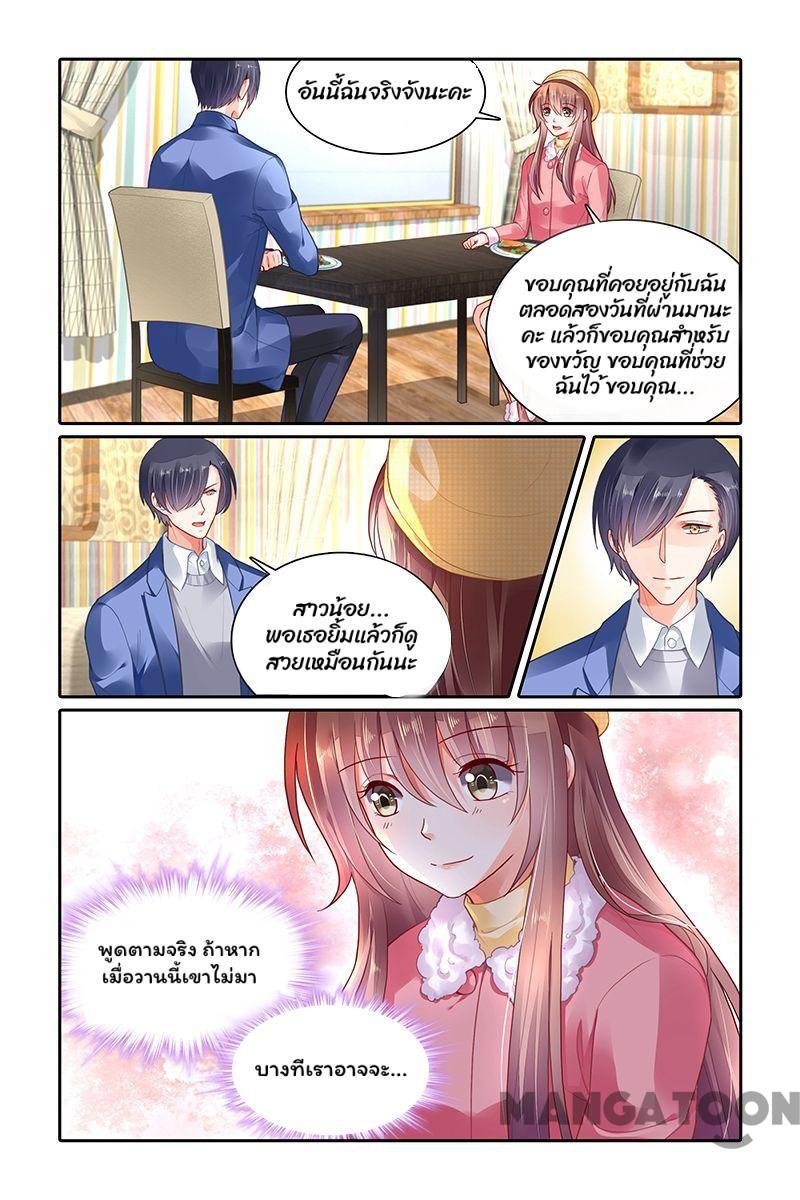 อันนี้ฉันจริงจังนะคะ
ขอบคุณที่คอยอยู่กับฉัน
ตลอดสองวันที่ผ่านมานะ
คะ แล้วก็ขอบคุณสำหรับ
ของขวัญ ขอบคุณที่ช่วย
ฉันไว้ ขอบคุณ...
สาวน้อย...
พอเธอยิ้มแล้วก็ดู
สวยเหมือนกันนะ
พูดตามจริง ถ้าหาก
เมื่อวานนี้เขาไม่มา
บางทีเราอาจจะ...
MANGATOON